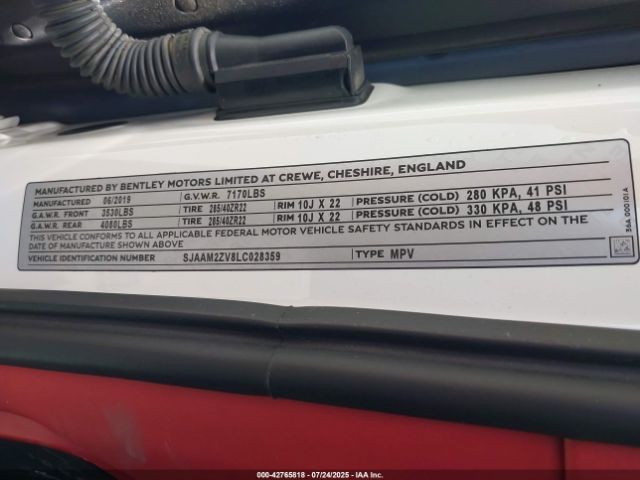 MANUFACTURED BY BENTLEY MOTORS LIMITED AT CREWE, CHESHIRE, ENGLAND
MANUFACTURED 06/2019 G.V.W.R. 7170LBS
G.A.W.R. FRONT 3530LBS TIRE 285/40ZR22 RIM 10J X 22 PRESSURE (COLD) 280 KPA, 41 PSI
G.A.W.R. REAR 4080LBS TIRE 285/40ZR22 RIM 10J X 22 PRESSURE (COLD) 330 KPA, 48 PSI
THIS VEHICLE CONFORMS TO ALL APPLICABLE FEDERAL MOTOR VEHICLE SAFETY STANDARDS IN EFFECT ON THE
DATE OF MANUFACTURE SHOWN ABOVE
VEHICLE IDENTIFICATION NUMBER SJAAM2ZV8LC028359 TYPE MPV
36A 000101A
000-42765818 - 07/24/2025 - IAA Inc.